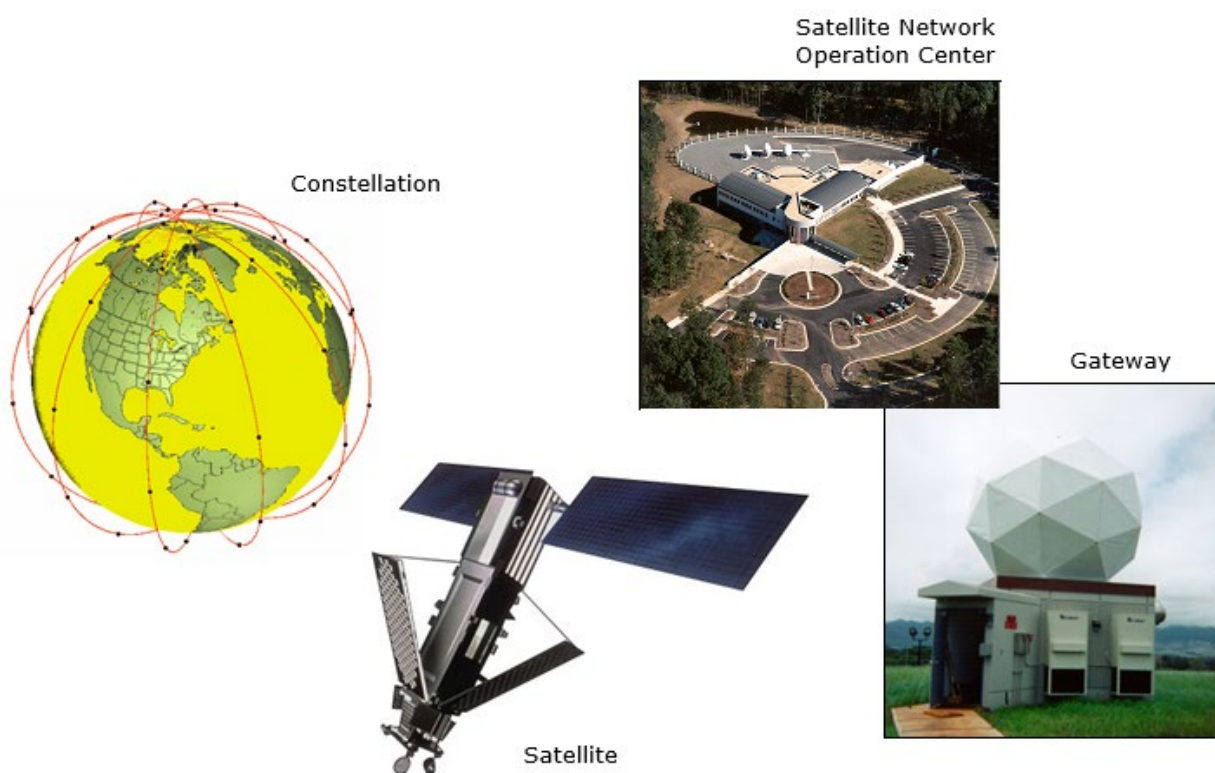 Satellite Network
Operation Center
Constellation
Gateway
Satellite